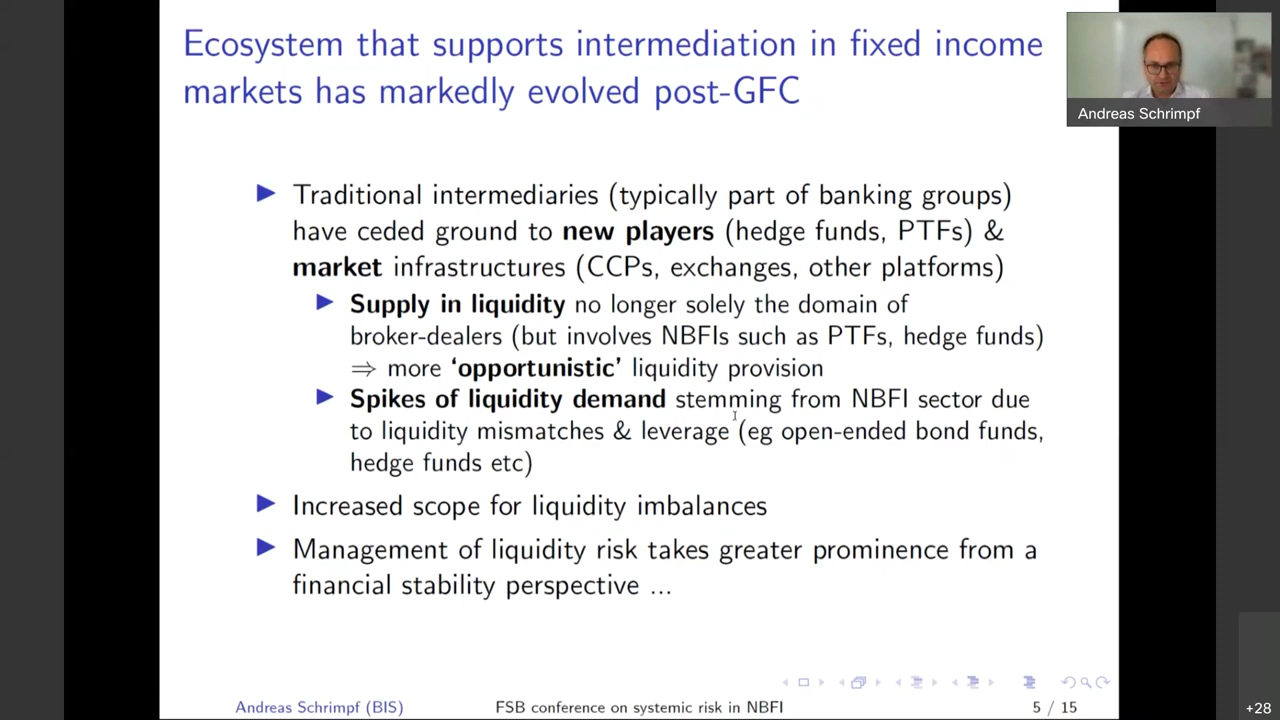 Ecosystem that supports intermediation in fixed income
markets has markedly evolved post-GFC
Andreas Schrimpf
Traditional intermediaries (typically part of banking groups)
have ceded ground to new players (hedge funds, PTFs) &
market infrastructures (CCPs, exchanges, other platforms)
Supply in liquidity no longer solely the domain of
broker-dealers (but involves NBFIs such as PTFs, hedge funds)
⇒ more ‘opportunistic’ liquidity provision
Spikes of liquidity demand stemming from NBFI sector due
to liquidity mismatches & leverage (eg open-ended bond funds,
hedge funds etc)
Increased scope for liquidity imbalances
Management of liquidity risk takes greater prominence from a
financial stability perspective ...
Andreas Schrimpf (BIS) FSB conference on systemic risk in NBFI 5 / 15
+28